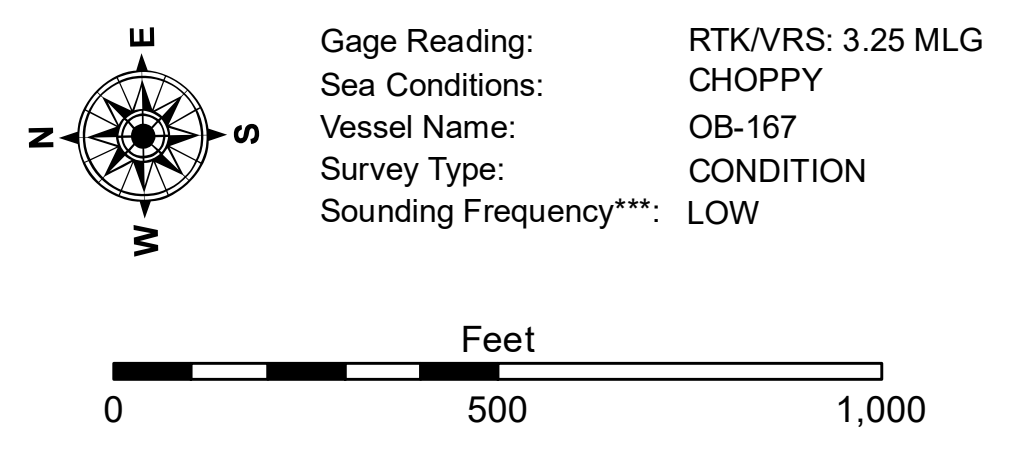 E
N
S
W
Gage Reading: RTK/VRS: 3.25 MLG
Sea Conditions: CHOPPY
Vessel Name: OB-167
Survey Type: CONDITION
Sounding Frequency***: LOW
Feet
0 500 1,000